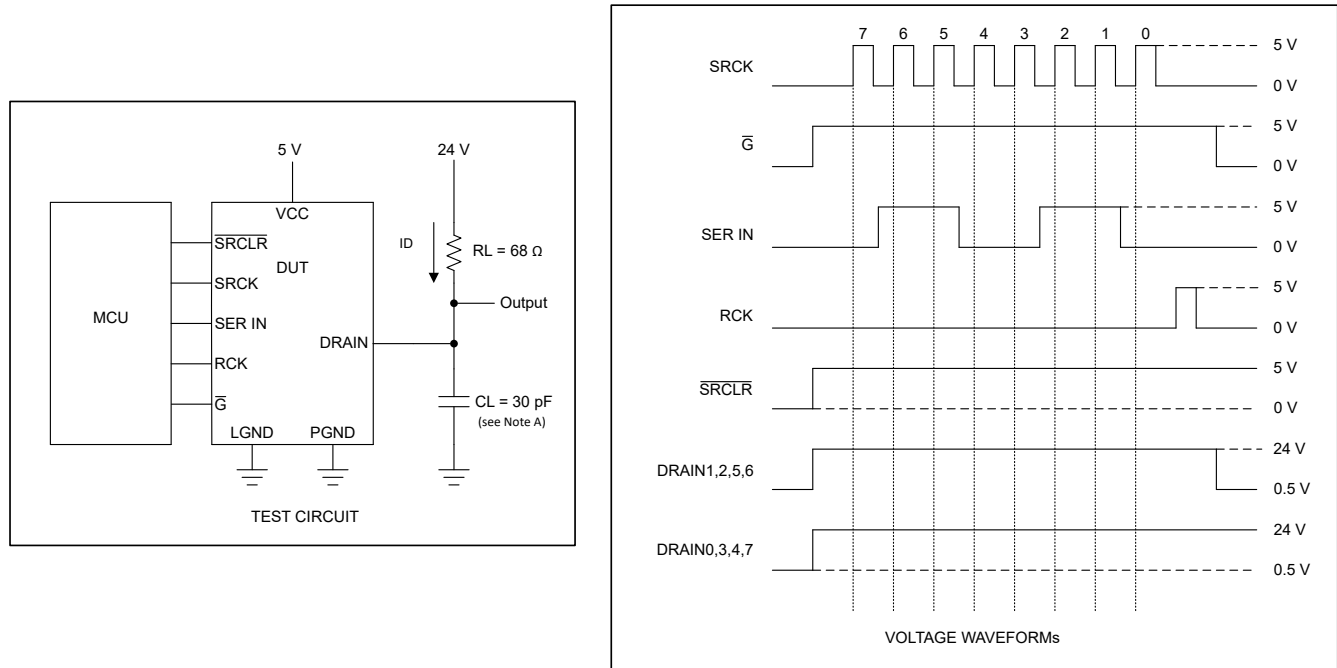 5 V
24 V
VCC
SRCLR
DUT
SRCK
MCU
SER IN
RCK
G
DRAIN
LGND
PGND
ID
RL = 68 Ω
Output
CL = 30 pF
(see Note A)
TEST CIRCUIT
7 6 5 4 3 2 1 0
SRCK
5 V
0 V
G
5 V
0 V
SER IN
5 V
0 V
RCK
5 V
0 V
SRCLR
5 V
0 V
DRAIN1,2,5,6
24 V
0.5 V
DRAIN0,3,4,7
24 V
0.5 V
VOLTAGE WAVEFORMs